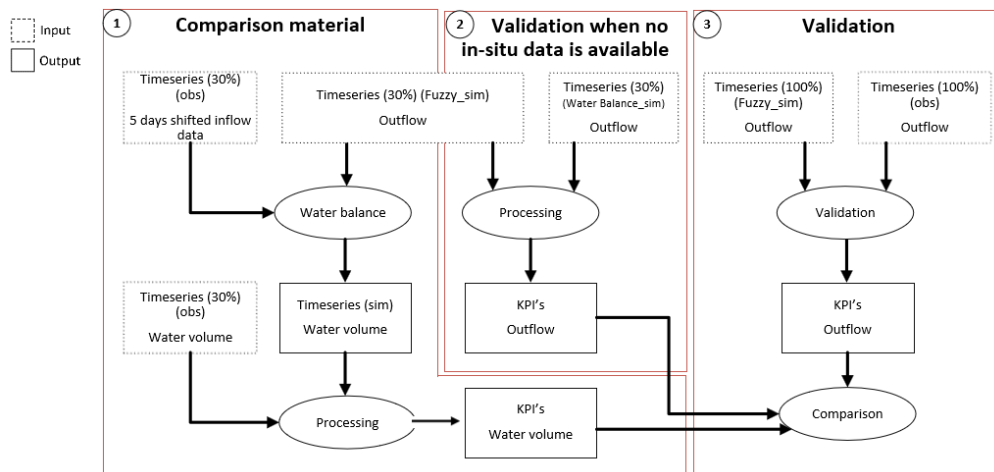 Input
Output
1
Comparison material
Timeseries (30%)
(obs)
5 days shifted inflow
data
Timeseries (30%) (Fuzzy_sim)
Outflow
Water balance
Timeseries (30%)
(obs)
Water volume
Timeseries (sim)
Water volume
Processing
KPI's
Water volume
2
Validation when no
in-situ data is available
Timeseries (30%)
(Water Balance_sim)
Outflow
Processing
KPI's
Outflow
3
Validation
Timeseries (100%)
(Fuzzy_sim)
Outflow
Timeseries (100%)
(obs)
Outflow
Validation
KPI's
Outflow
Comparison